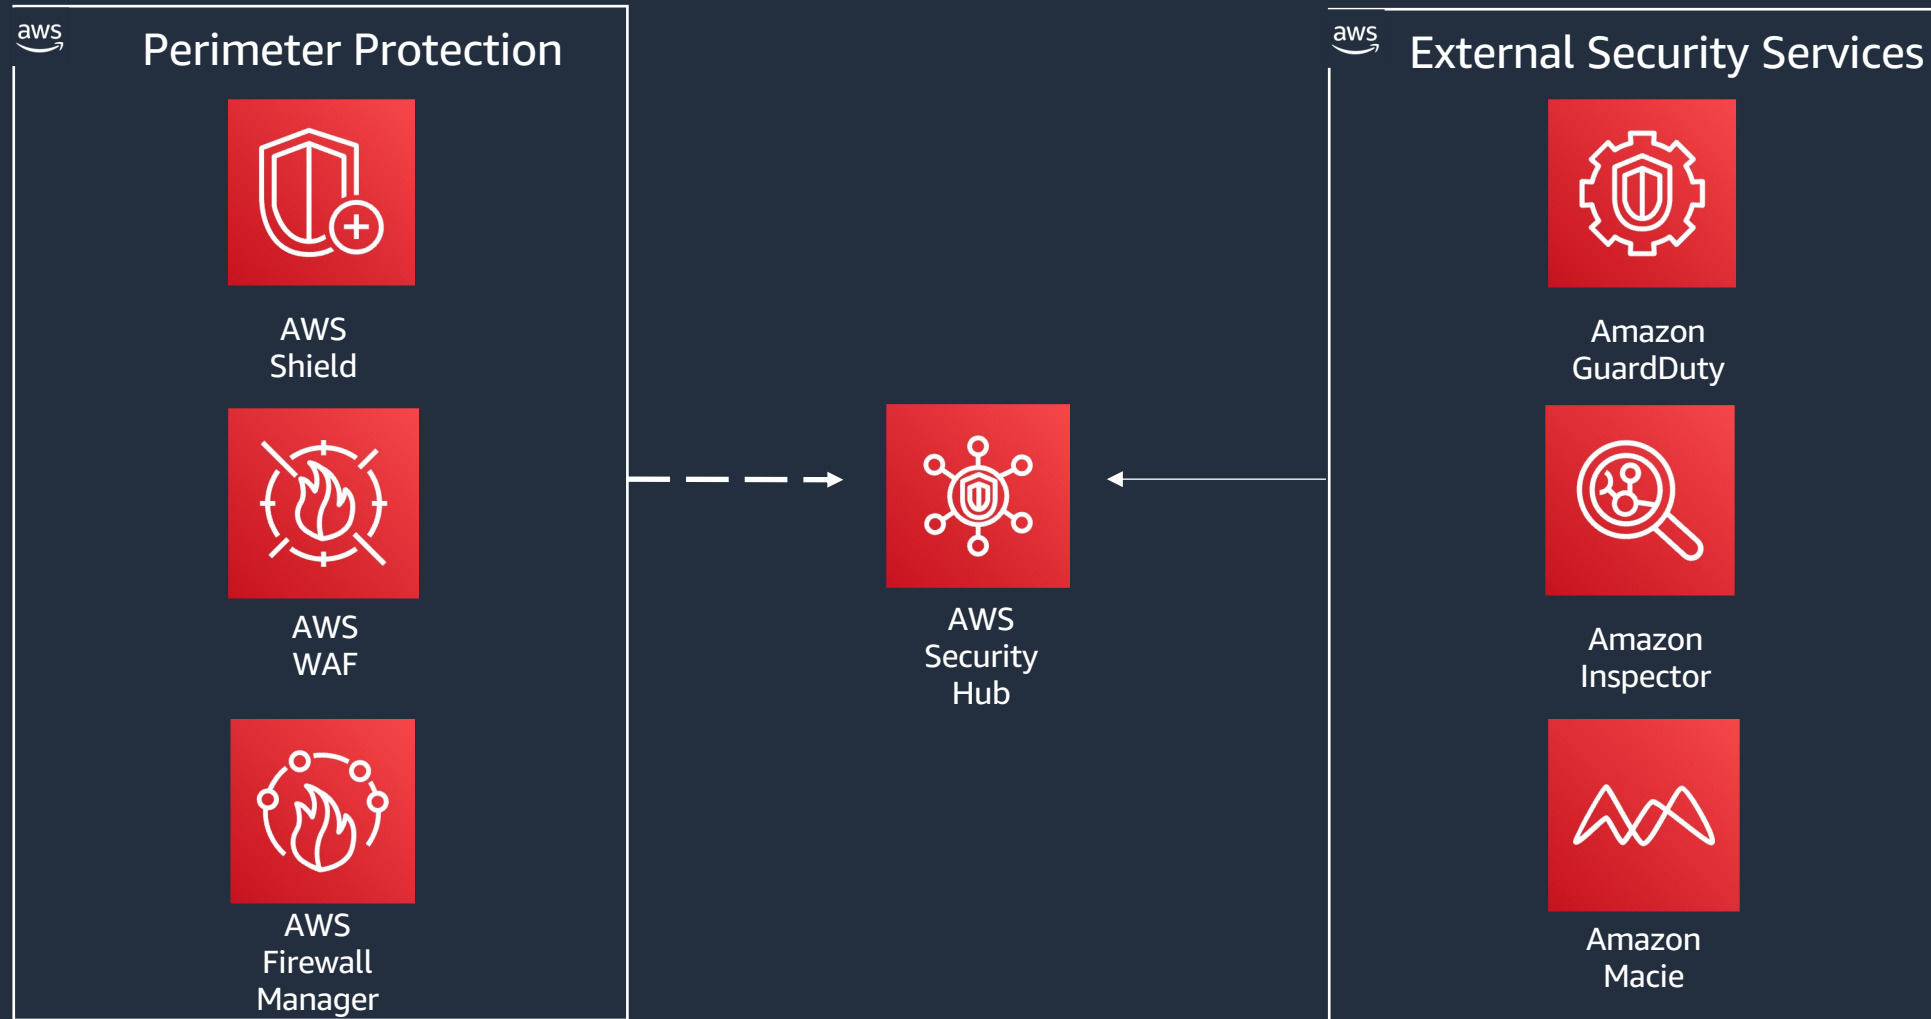 aws
Perimeter Protection
AWS
Shield
AWS
WAF
AWS
Firewall
Manager
AWS
Security
Hub
aws
External Security Services
Amazon
GuardDuty
Amazon
Inspector
Amazon
Macie